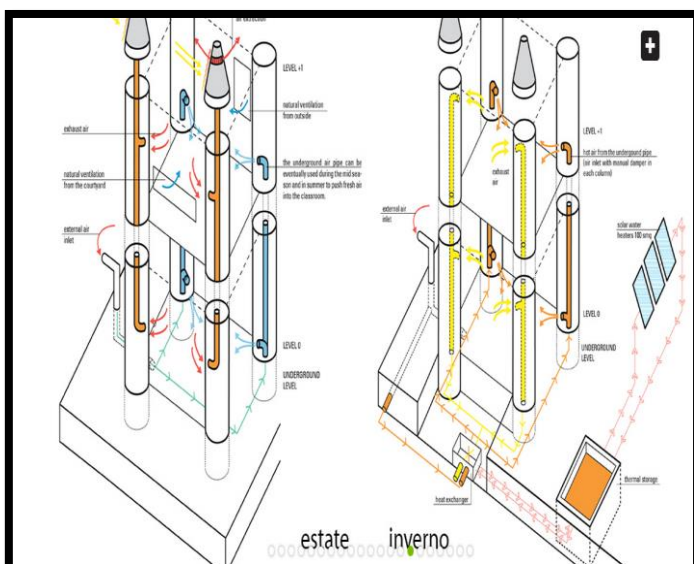 LEVEL +1
natural ventilation
from outside
exhaust air
the underground air pipe can be
eventually used during the mid sea-
son and in summer to push fresh air
into the classroom.
natural ventilation
from the courtyard
external air
inlet
LEVEL 0
UNDERGROUND
LEVEL
LEVEL +1
hot air from the underground pipe
(air inlet with manual damper in
each column)
exhaust
air
external air
inlet
solar water
heaters 100 smq
LEVEL 0
UNDERGROUND
LEVEL
thermal storage
heat exchanger
estate
inverno